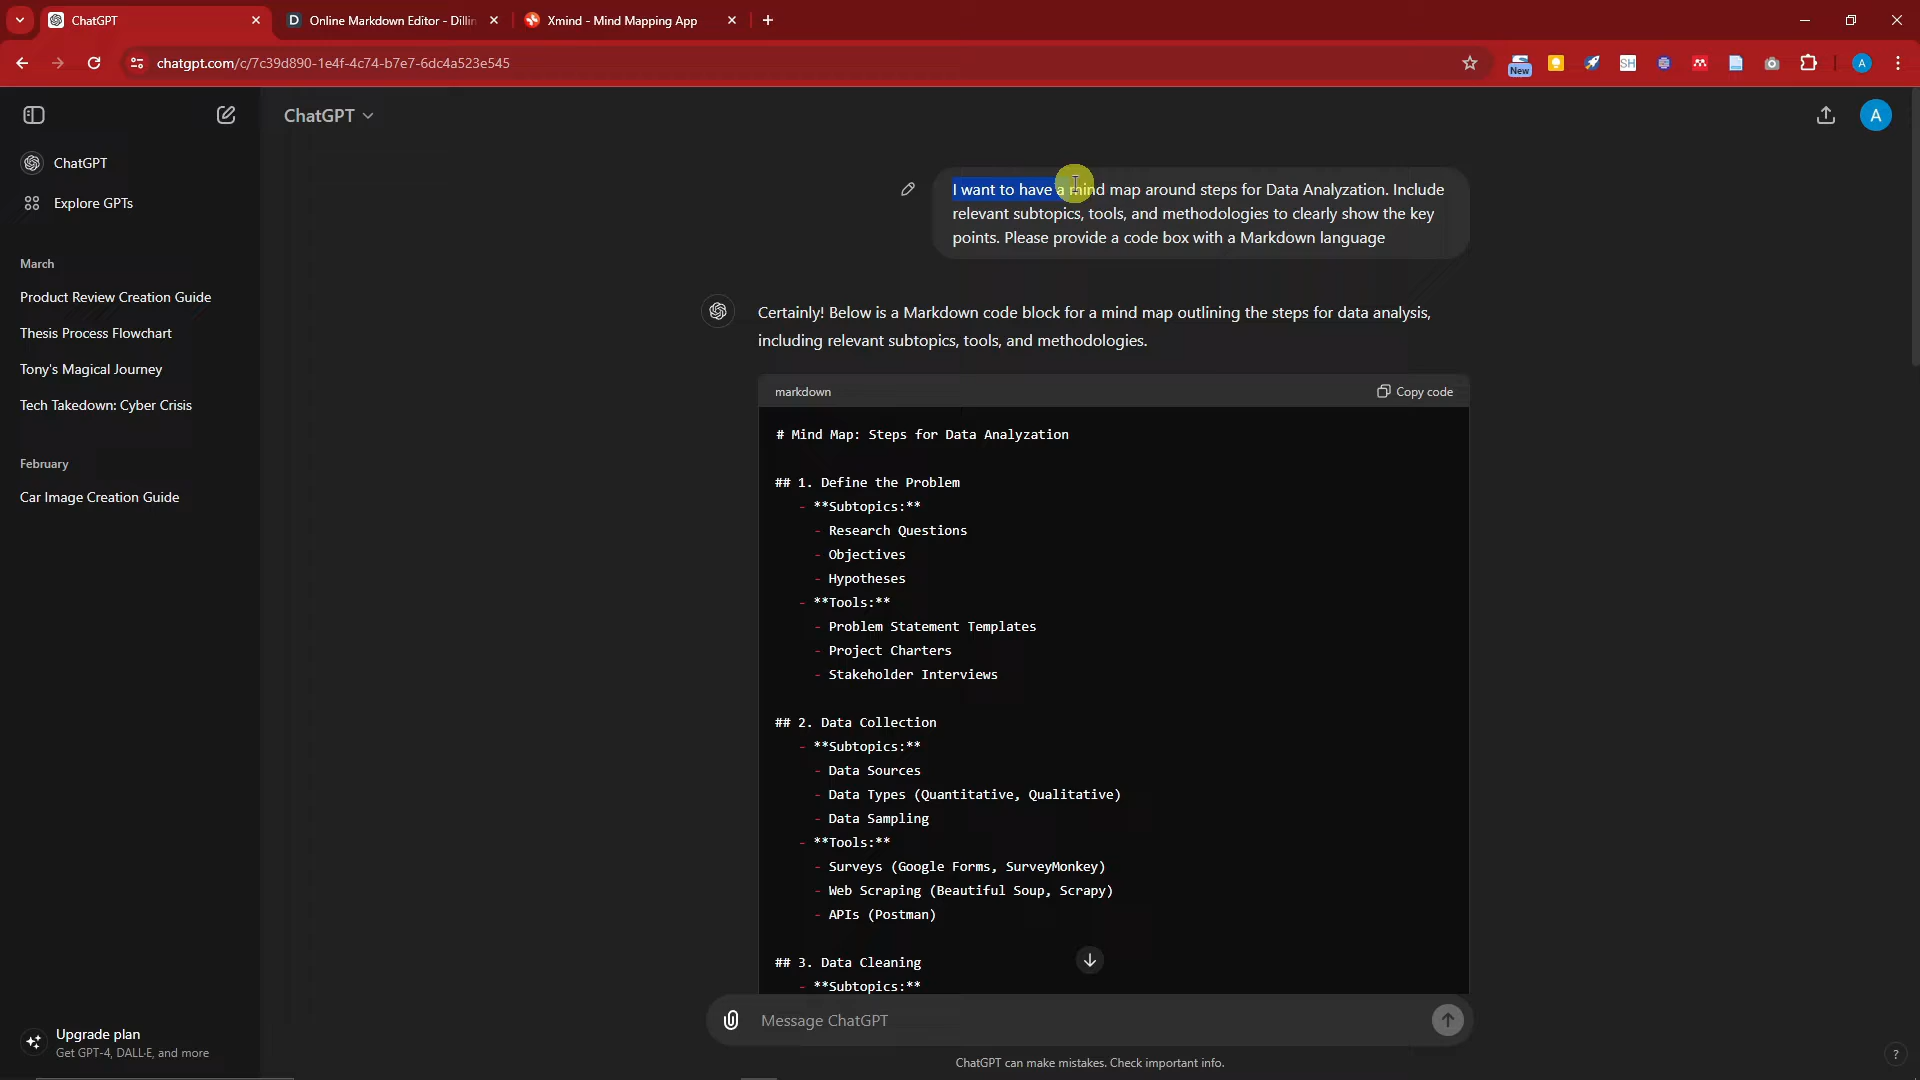 ChatGPT
Online Markdown Editor - Dillin
Xmind - Mind Mapping App
chatgpt.com/c/7c39d890-1e4f-4c74-b7e7-6dc4a523e545
New
SH
A
ChatGPT
A
ChatGPT
Explore GPTs
March
Product Review Creation Guide
Thesis Process Flowchart
Tony's Magical Journey
Tech Takedown: Cyber Crisis
February
Car Image Creation Guide
Upgrade plan
Get GPT-4, DALL·E, and more
I want to have a mind map around steps for Data Analyzation. Include
relevant subtopics, tools, and methodologies to clearly show the key
points. Please provide a code box with a Markdown language
Certainly! Below is a Markdown code block for a mind map outlining the steps for data analysis,
including relevant subtopics, tools, and methodologies.
markdown
Copy code
# Mind Map: Steps for Data Analyzation
## 1. Define the Problem
- **Subtopics:**
- Research Questions
- Objectives
- Hypotheses
- **Tools:**
- Problem Statement Templates
- Project Charters
- Stakeholder Interviews
## 2. Data Collection
- **Subtopics:**
- Data Sources
- Data Types (Quantitative, Qualitative)
- Data Sampling
- **Tools:**
- Surveys (Google Forms, SurveyMonkey)
- Web Scraping (Beautiful Soup, Scrapy)
- APIs (Postman)
## 3. Data Cleaning
- **Subtopics:**
Message ChatGPT
ChatGPT can make mistakes. Check important info.
?